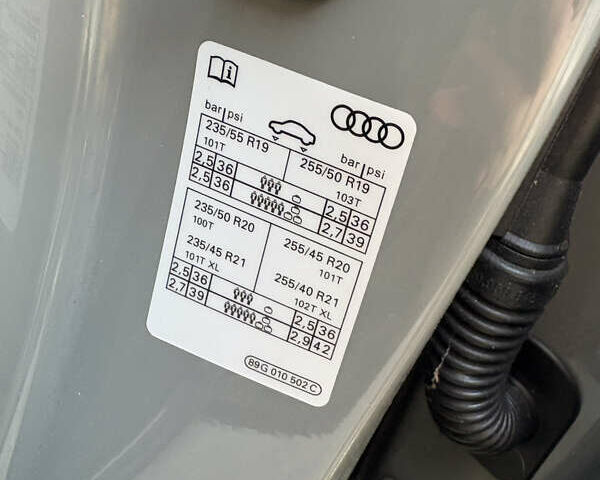 i
bar psi
235/55 R19
101T
bar psi
255/50 R19
103T
2,5 36
2,5 36
2,5 36
2,7 39
235/50 R20
100T
235/45 R21
101T XL
255/45 R20
101T
255/40 R21
102T XL
2,5 36
2,5 36
2,7 39
2,9 42
89G 010 502 C